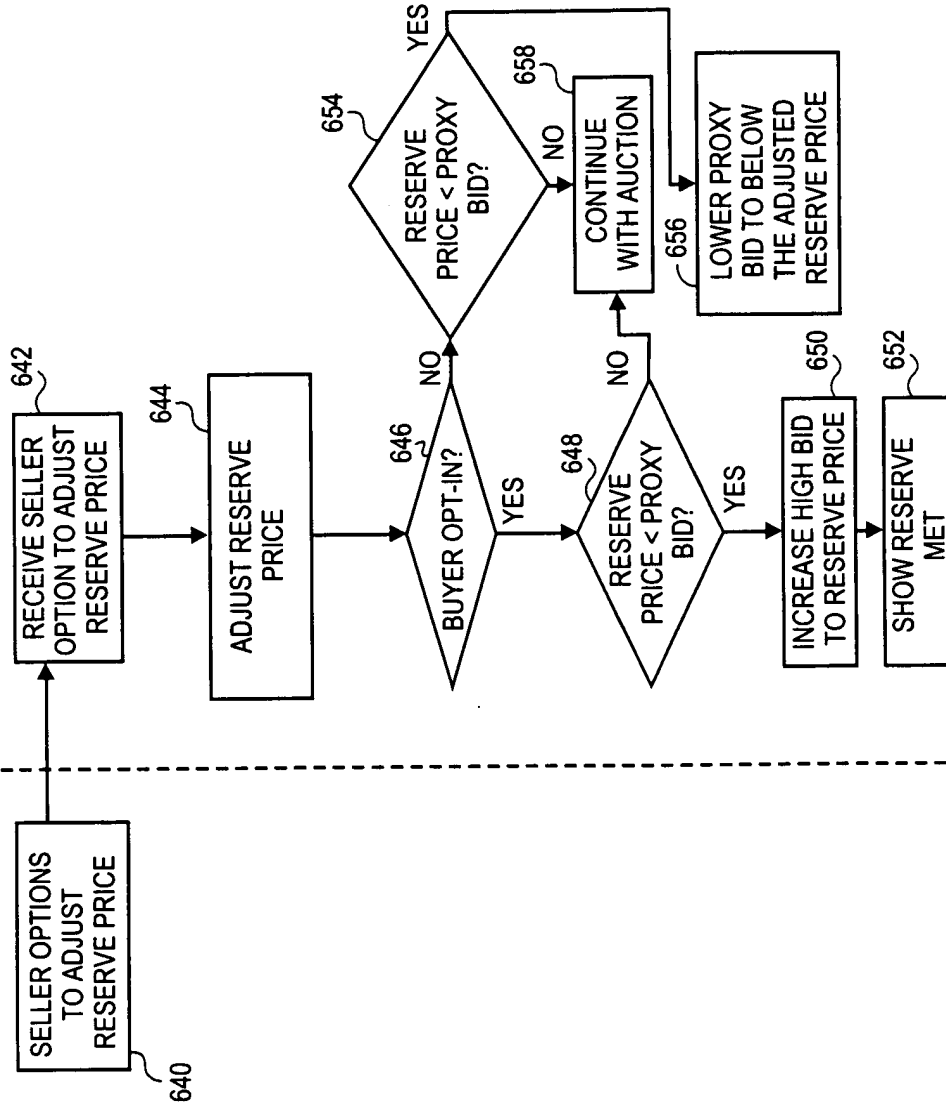 SELLER OPTIONS
TO ADJUST
RESERVE PRICE
640
642
RECEIVE SELLER
OPTION TO ADJUST
RESERVE PRICE
644
ADJUST RESERVE
PRICE
646
BUYER OPT-IN?
NO
YES
654
RESERVE
PRICE < PROXY
BID?
YES
NO
648
RESERVE
PRICE < PROXY
BID?
NO
YES
658
CONTINUE
WITH AUCTION
656
LOWER PROXY
BID TO BELOW
THE ADJUSTED
RESERVE PRICE
650
INCREASE HIGH BID
TO RESERVE PRICE
652
SHOW RESERVE
MET